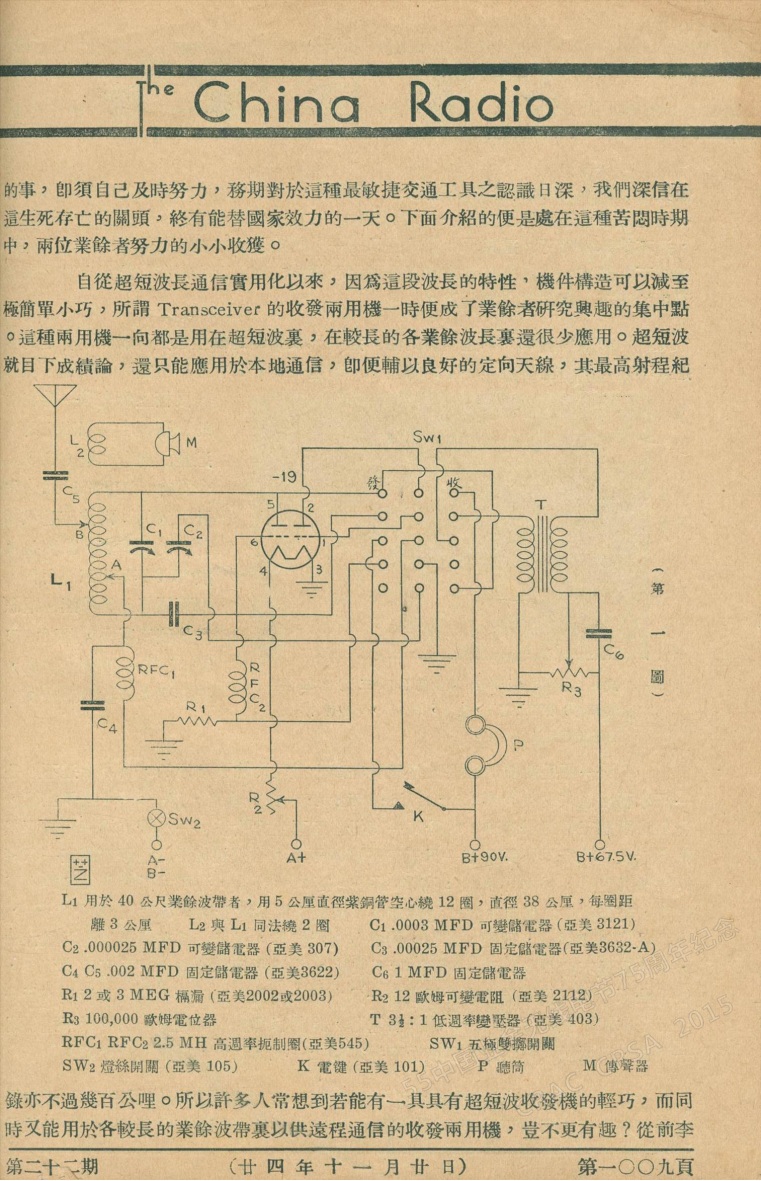 The China Radio
的事，卽須自己及時努力，務期對於這種最敏捷交通工具之認識日深，我們深信在
這生死存亡的關頭，終有能替國家效力的一天。下面介紹的便是處在這種苦悶時期
中，兩位業餘者努力的小小收獲。
自從超短波長通信實用化以來，因爲這段波長的特性，機件構造可以減至
極簡單小巧，所謂 Transceiver 的收發兩用機一時便成了業餘者研究興趣的集中點
。這種兩用機一向都是用在超短波裏，在較長的各業餘波長裏還很少應用。超短波
就目下成績論，還只能應用於本地通信，卽便輔以良好的定向天線，其最高射程紀
L2
M
Sw1
C5
-19
發
收
5
2
T
B
C1
C2
6
1
A
4
3
L1
C3
C6
RFC1
RFC2
R3
R1
C4
P
R2
K
Sw2
A-
B-
A+
B+90V.
B+67.5V.
（第一圖）
L1 用於 40 公尺業餘波帶者，用 5 公厘直徑紫銅管空心繞 12 圈，直徑 38 公厘，每圈距
離 3 公厘 L2 與 L1 同法繞 2 圈 C1 .0003 MFD 可變儲電器（亞美 3121）
C2 .000025 MFD 可變儲電器（亞美 307) C3 .00025 MFD 固定儲電器(亞美3632-A)
C4 C5 .002 MFD 固定儲電器（亞美3622) C6 1 MFD 固定儲電器
R1 2 或 3 MEG 槅漏（亞美2002或2003） R2 12 歐姆可變電阻（亞美 2112)
R3 100,000 歐姆電位器 T 3½：1 低週率變壓器（亞美 403)
RFC1 RFC2 2.5 MH 高週率扼制圈(亞美545) SW1 五極雙擲開關
SW2 燈絲開關（亞美 105） K 電鍵（亞美 101） P 聽筒 M 傳聲器
錄亦不過幾百公哩。所以許多人常想到若能有一具具有超短波收發機的輕巧，而同
時又能用於各較長的業餘波帶裏以供遠程通信的收發兩用機，豈不更有趣？從前李
第二十二期 （廿四年十一月廿日） 第一〇〇九頁